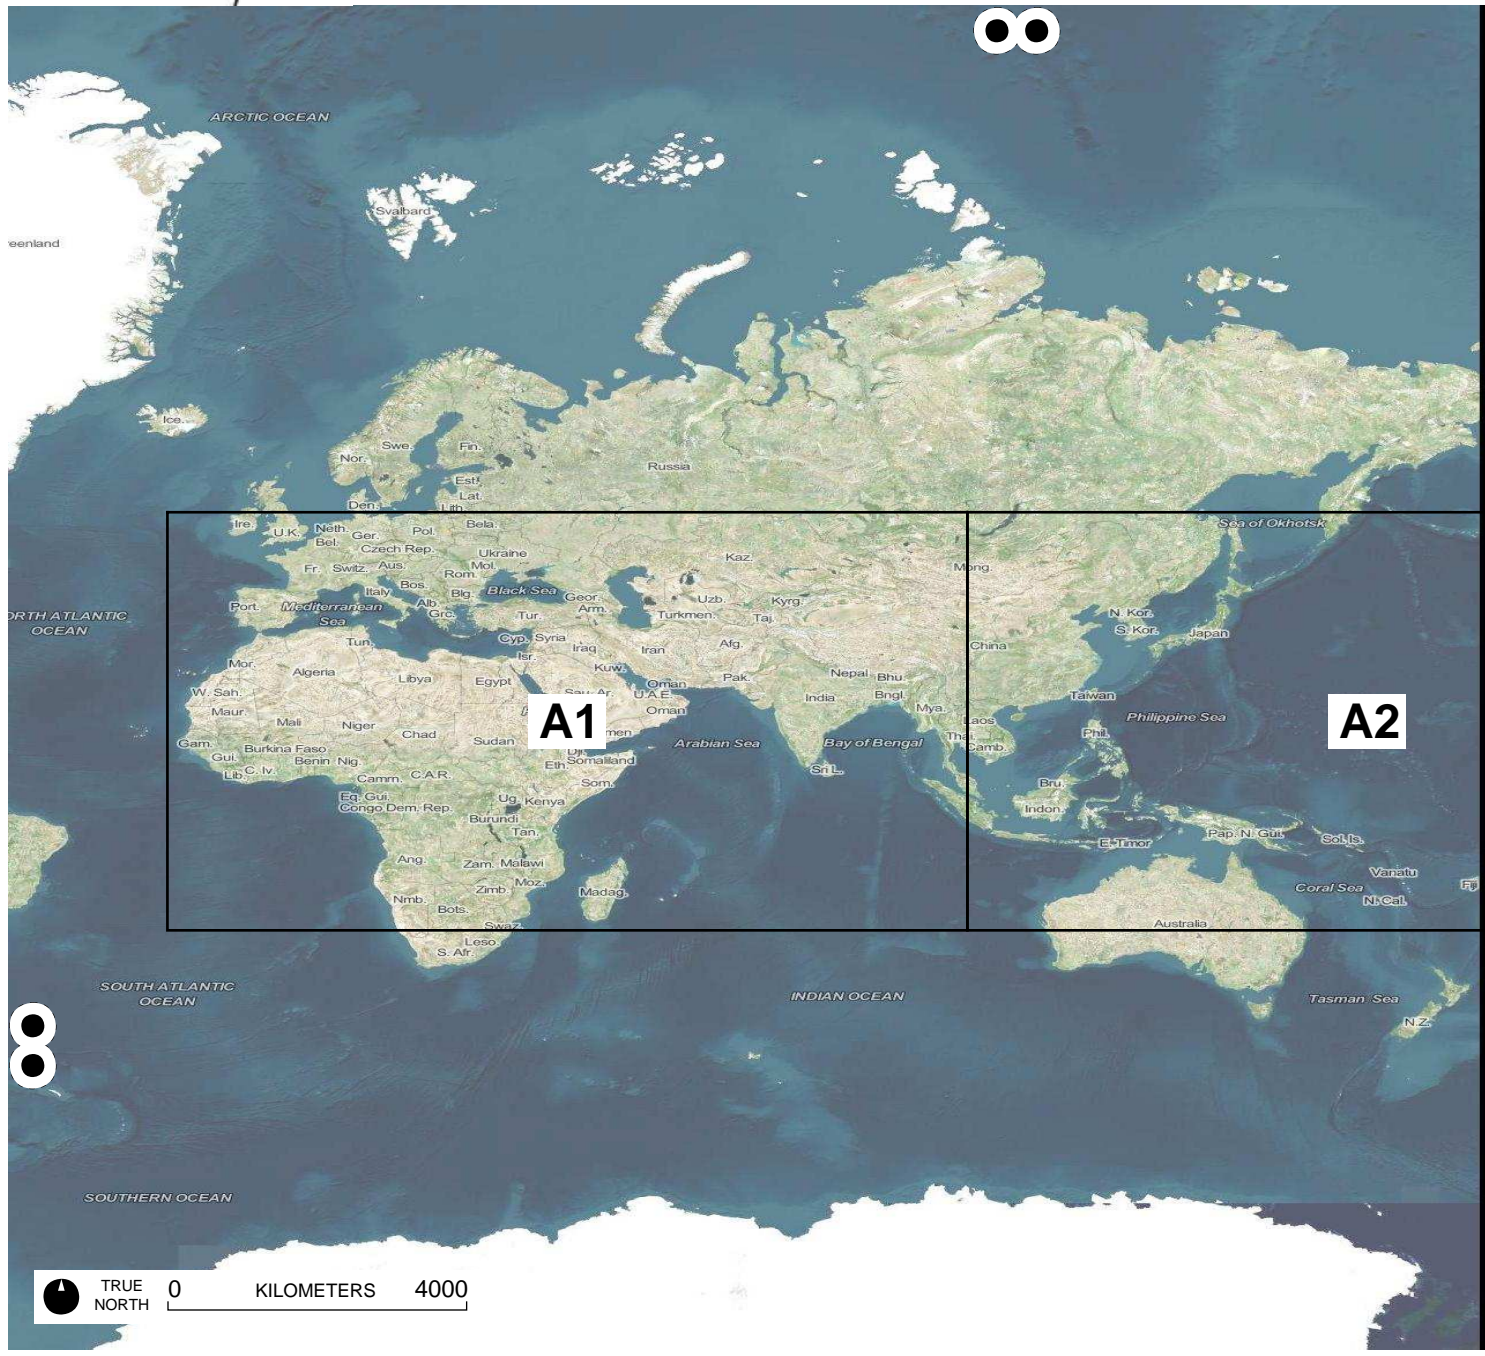 ARCTIC OCEAN
Svalbard
eenland
Ice.
Swe.
Fin.
Nor.
Russia
Est.
Lat.
Den.
Lith.
Ire.
U.K.
Neth.
Ger.
Pol.
Bela.
Sea of Okhotsk
Bel.
Czech Rep.
Ukraine
Kaz.
Fr.
Switz.
Aus.
Mol.
Mong.
Rom.
Italy
Bos.
Blg.
Black Sea
Geor.
Uzb.
Kyrg.
Port.
Mediterranean
Sea
Alb.
Grc.
Tur.
Arm.
Turkmen.
Taj.
N. Kor.
ORTH ATLANTIC
OCEAN
S. Kor.
Japan
Tun.
Cyp.
Syria
Iraq
Iran
Afg.
China
Isr.
Mor.
Algeria
Libya
Egypt
Kuw.
Pak.
Nepal
Bhu.
W. Sah.
Sau. Ar.
U.A.E.
Oman
India
Bngl.
Taiwan
Maur.
Mali
Niger
Chad
Sudan
A1
Oman
Mya.
Laos
Philippine Sea
A2
men
Arabian Sea
Bay of Bengal
Tha
Camb.
Phil.
Gam.
Burkina Faso
Dji.
Gui.
Benin
Nig.
Eth.
Somaliland
Sri L.
Lib.
C. Iv.
Camm.
C.A.R.
Som.
Bru.
Eq. Gui.
Ug.
Kenya
Indon.
Congo
Dem. Rep.
Burundi
Tan.
Pap. N. Gui.
Sol. Is.
E. Timor
Ang.
Zam.
Malawi
Vanatu
Moz.
Zimb.
Madag.
Coral Sea
Fiji
Nmb.
Bots.
N. Cal.
Swaz.
Australia
Leso.
S. Afr.
SOUTH ATLANTIC
OCEAN
INDIAN OCEAN
Tasman Sea
N.Z.
SOUTHERN OCEAN
TRUE
NORTH
0 KILOMETERS 4000